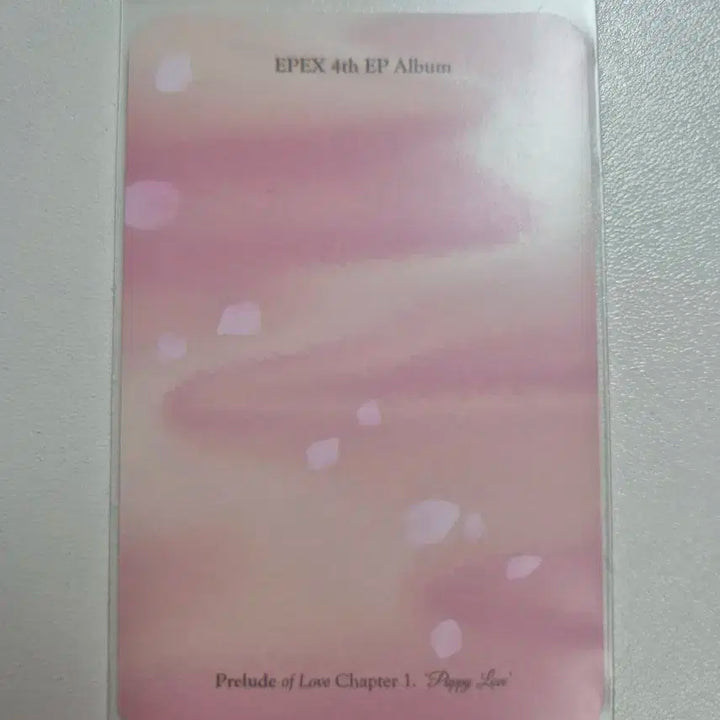 EPEX 4th EP Album
Prelude of Love Chapter 1. 'Puppy Love'